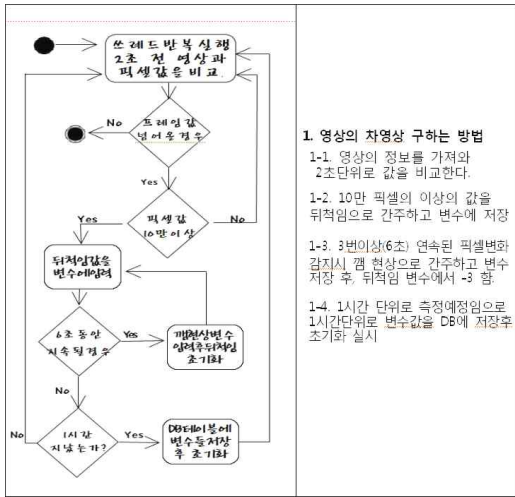 쓰레드반복실행
2초 전 영상과
픽셀값을 비교.
No
프레임값
넘어올경우
Yes
Yes
픽셀값
10만이상
No
뒤척임값을
변수에입력
6초동안
지속될경우
Yes
깸현상변수
입력후뒤척임
초기화
No
No
1시간
지났는가?
Yes
DB테이블에
변수들저장
후 초기화
1. 영상의 차영상 구하는 방법
1-1. 영상의 정보를 가져와
2초단위로 값을 비교한다.
1-2. 10만 픽셀의 이상의 값을
뒤척임으로 간주하고 변수에 저장
1-3. 3번이상(6초) 연속된 픽셀변화
감지시 깸 현상으로 간주하고 변수
저장 후, 뒤척임 변수에서 -3 함.
1-4. 1시간 단위로 측정예정임으로
1시간단위로 변수값을 DB에 저장후
초기화 실시